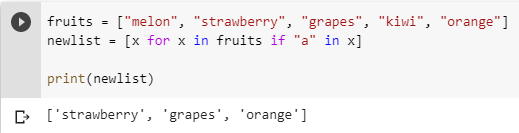 fruits = ["melon", "strawberry", "grapes", "kiwi", "orange"]
newlist = [x for x in fruits if "a" in x]
print(newlist)
['strawberry', 'grapes', 'orange']